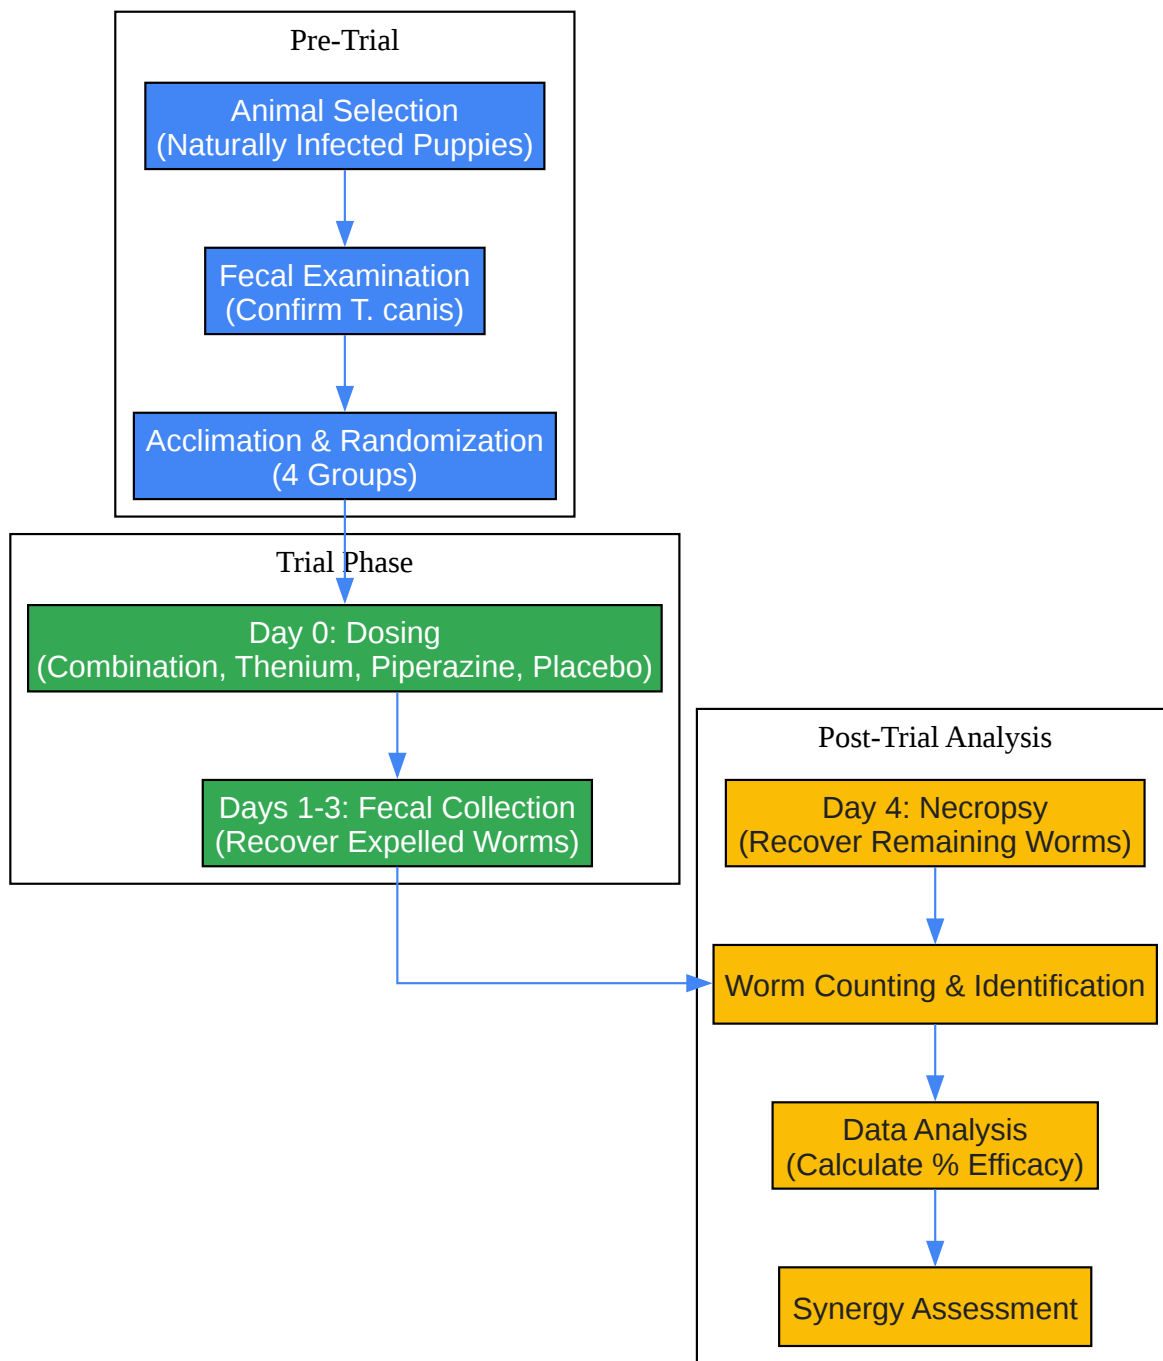 Pre-Trial
Animal Selection
(Naturally Infected Puppies)
Fecal Examination
(Confirm T. canis)
Acclimation & Randomization
(4 Groups)
Trial Phase
Day 0: Dosing
(Combination, Thenium, Piperazine, Placebo)
Days 1-3: Fecal Collection
(Recover Expelled Worms)
Post-Trial Analysis
Day 4: Necropsy
(Recover Remaining Worms)
Worm Counting & Identification
Data Analysis
(Calculate % Efficacy)
Synergy Assessment